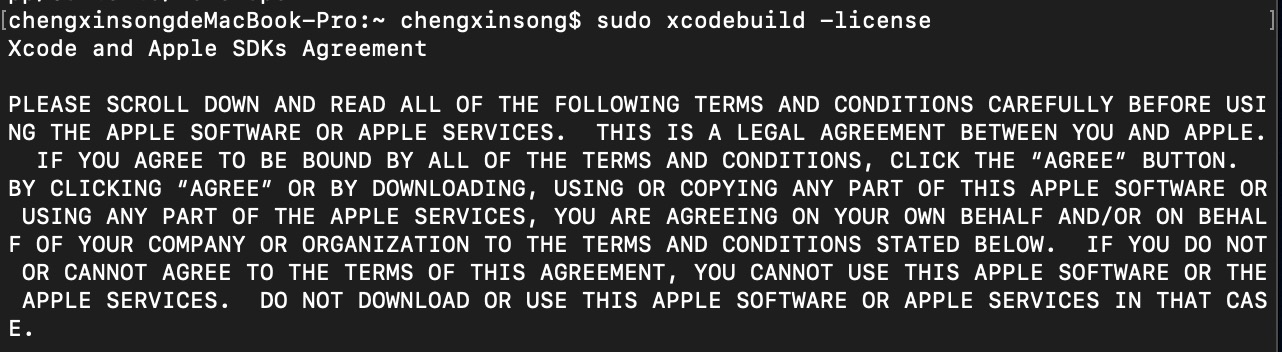 [chengxinsongdeMacBook-Pro:~ chengxinsong$ sudo xcodebuild -license ]
Xcode and Apple SDKs Agreement
PLEASE SCROLL DOWN AND READ ALL OF THE FOLLOWING TERMS AND CONDITIONS CAREFULLY BEFORE USI
NG THE APPLE SOFTWARE OR APPLE SERVICES.  THIS IS A LEGAL AGREEMENT BETWEEN YOU AND APPLE.
  IF YOU AGREE TO BE BOUND BY ALL OF THE TERMS AND CONDITIONS, CLICK THE “AGREE” BUTTON.
BY CLICKING “AGREE” OR BY DOWNLOADING, USING OR COPYING ANY PART OF THIS APPLE SOFTWARE OR
 USING ANY PART OF THE APPLE SERVICES, YOU ARE AGREEING ON YOUR OWN BEHALF AND/OR ON BEHAL
F OF YOUR COMPANY OR ORGANIZATION TO THE TERMS AND CONDITIONS STATED BELOW.  IF YOU DO NOT
 OR CANNOT AGREE TO THE TERMS OF THIS AGREEMENT, YOU CANNOT USE THIS APPLE SOFTWARE OR THE
 APPLE SERVICES.  DO NOT DOWNLOAD OR USE THIS APPLE SOFTWARE OR APPLE SERVICES IN THAT CAS
E.